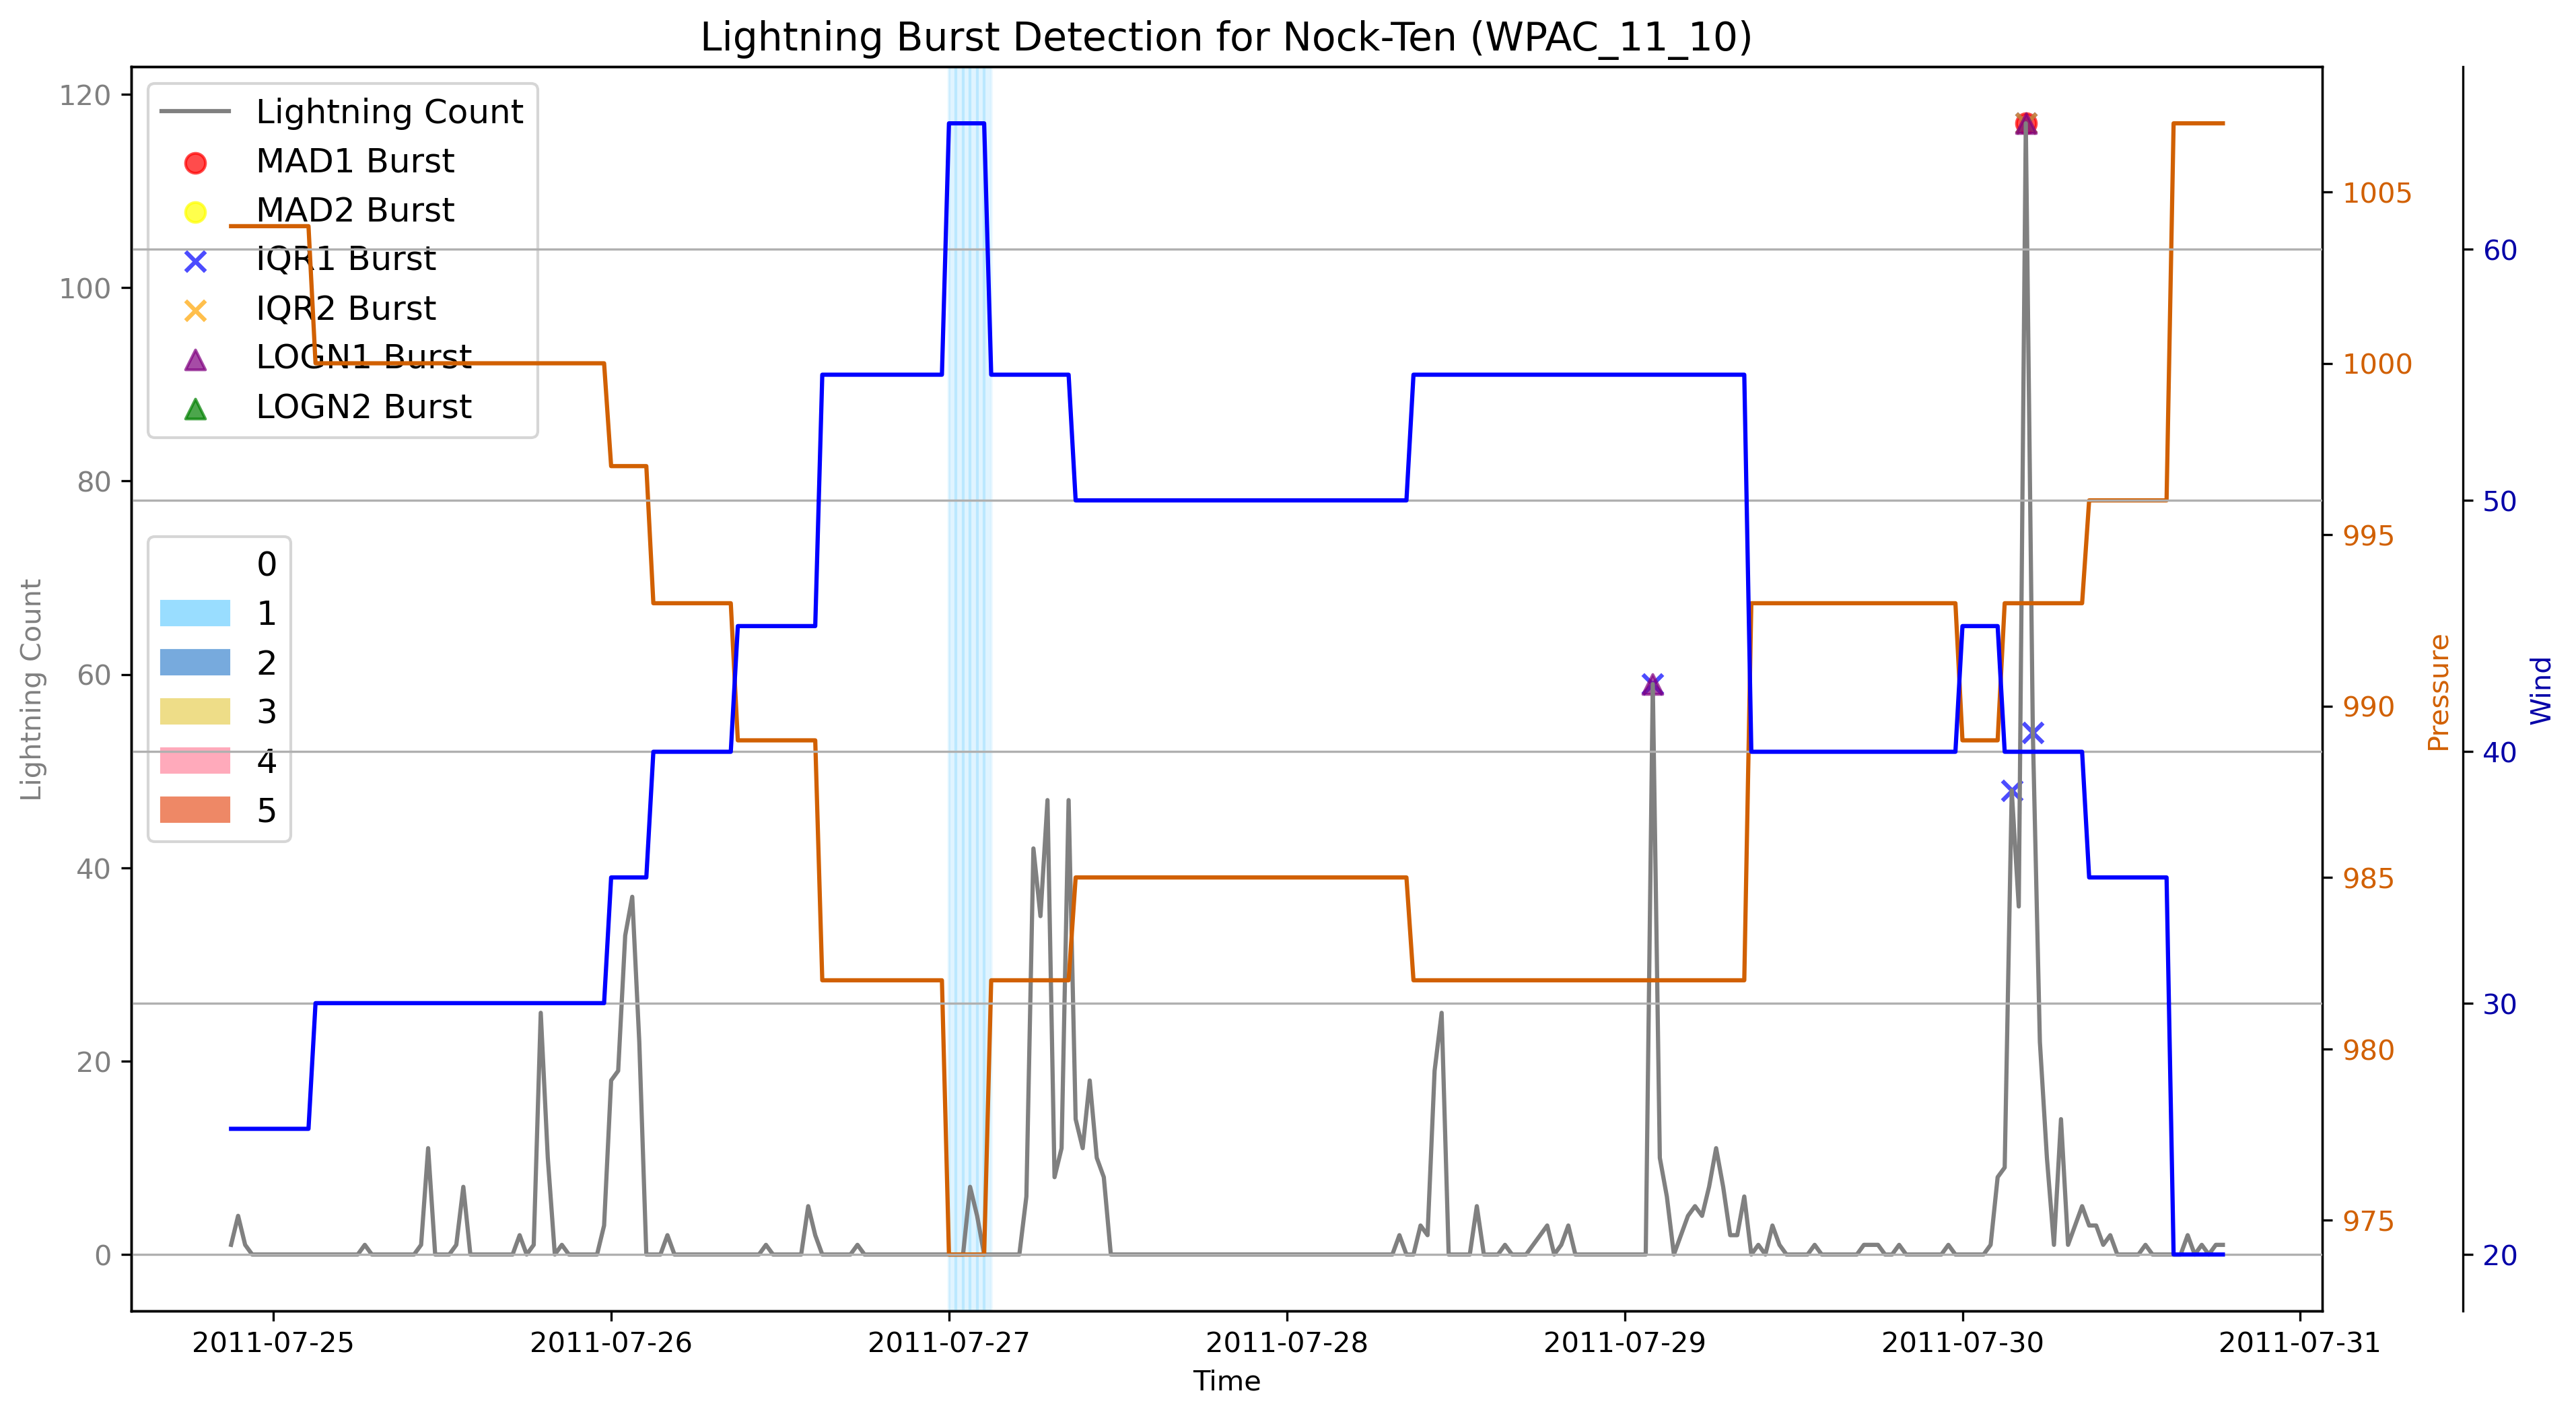 Lightning Burst Detection for Nock-Ten (WPAC_11_10)
Lightning Count
MAD1 Burst
MAD2 Burst
IQR1 Burst
IQR2 Burst
LOGN1 Burst
LOGN2 Burst
0
1
2
3
4
5
120
100
80
60
40
20
0
Lightning Count
1005
1000
995
990
985
980
975
Pressure
60
50
40
30
20
Wind
2011-07-25
2011-07-26
2011-07-27
2011-07-28
2011-07-29
2011-07-30
2011-07-31
Time